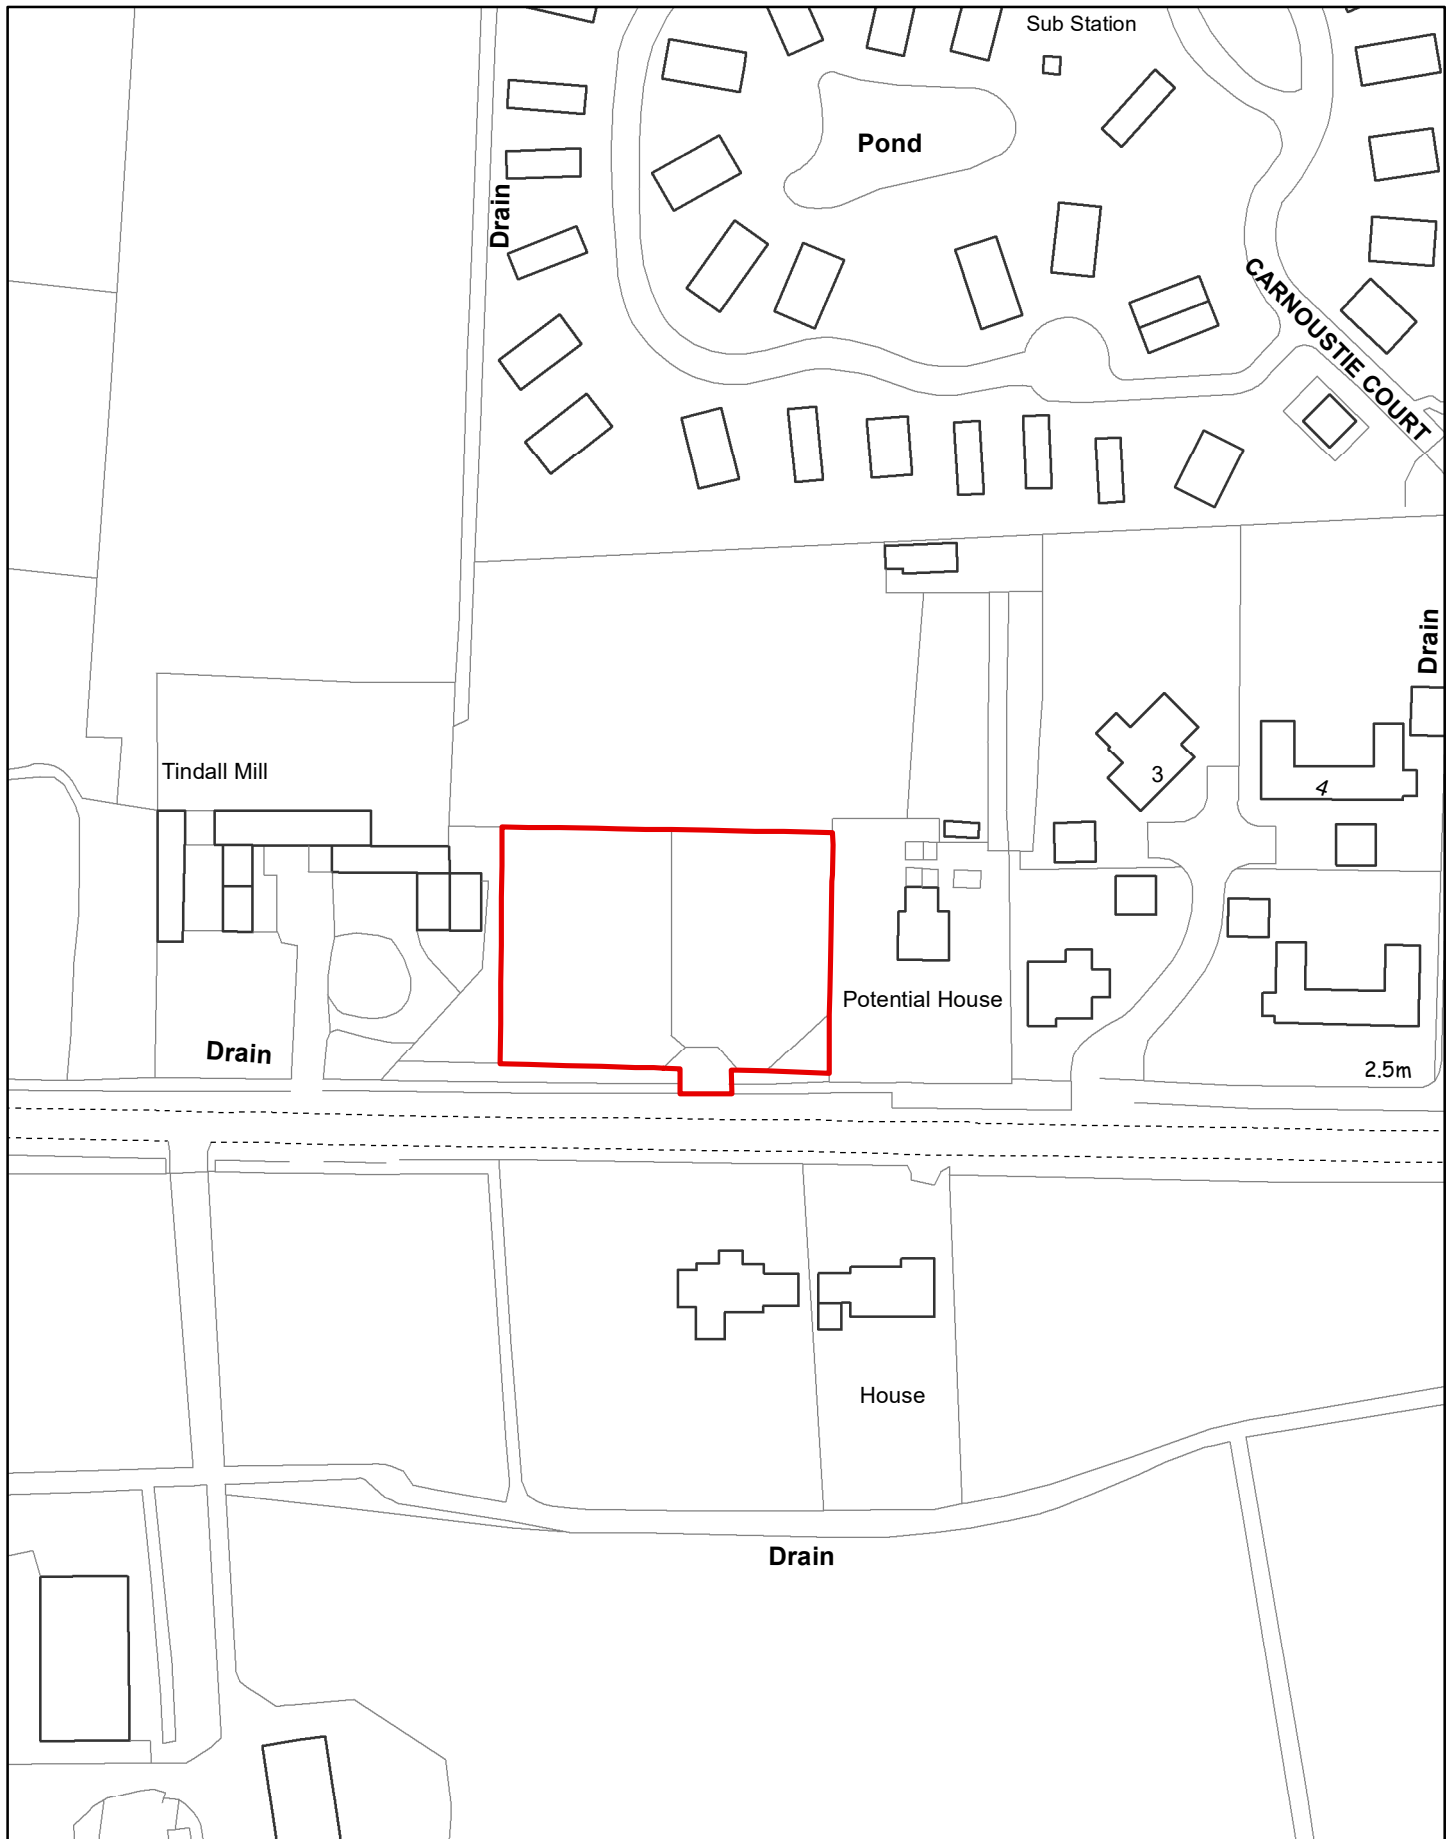 Sub Station
Pond
Drain
CARNOUSTIE COURT
Drain
Tindall Mill
3
4
Potential House
Drain
2.5m
House
Drain